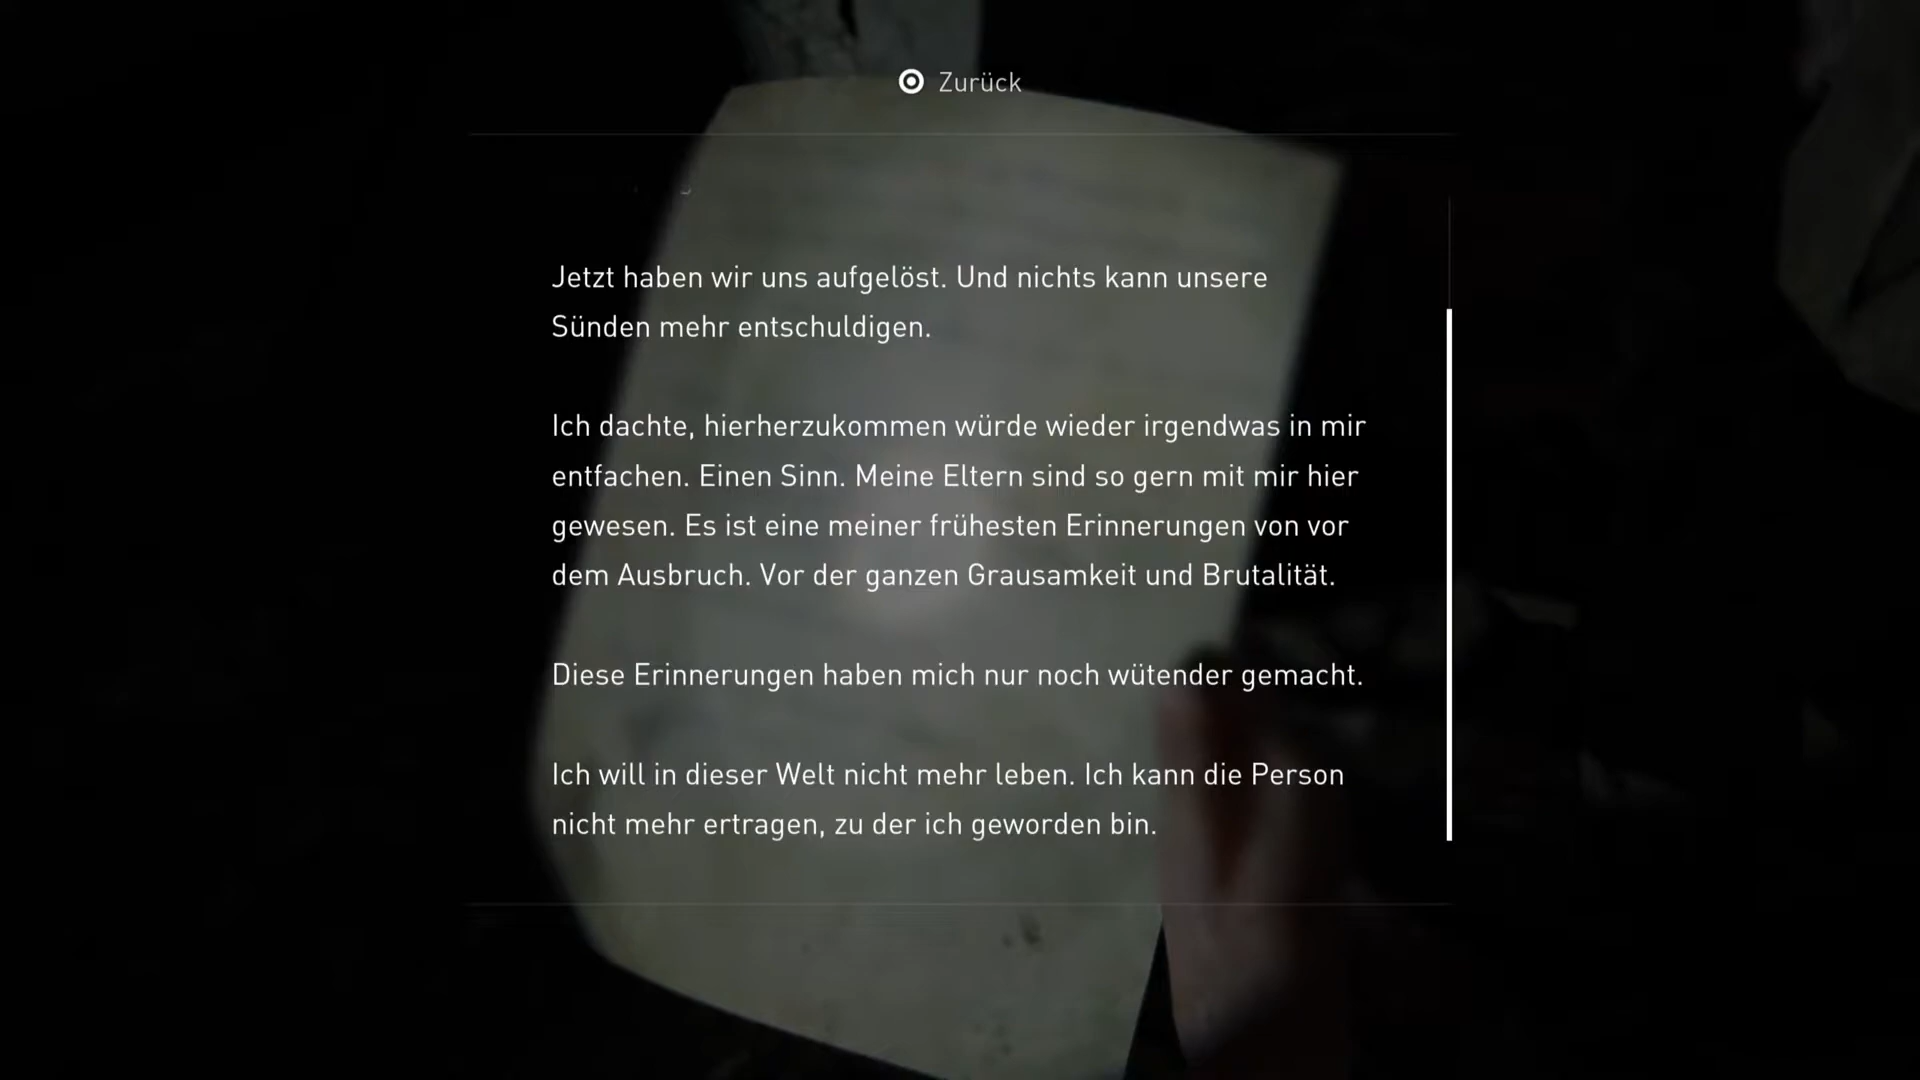 Zurück
Jetzt haben wir uns aufgelöst. Und nichts kann unsere
Sünden mehr entschuldigen.
Ich dachte, hierherzukommen würde wieder irgendwas in mir
entfachen. Einen Sinn. Meine Eltern sind so gern mit mir hier
gewesen. Es ist eine meiner frühesten Erinnerungen von vor
dem Ausbruch. Vor der ganzen Grausamkeit und Brutalität.
Diese Erinnerungen haben mich nur noch wütender gemacht.
Ich will in dieser Welt nicht mehr leben. Ich kann die Person
nicht mehr ertragen, zu der ich geworden bin.